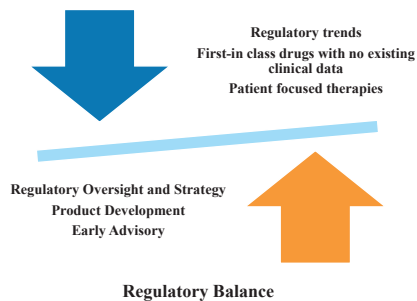 Regulatory trends
First-in class drugs with no existing
clinical data
Patient focused therapies
Regulatory Oversight and Strategy
Product Development
Early Advisory
Regulatory Balance